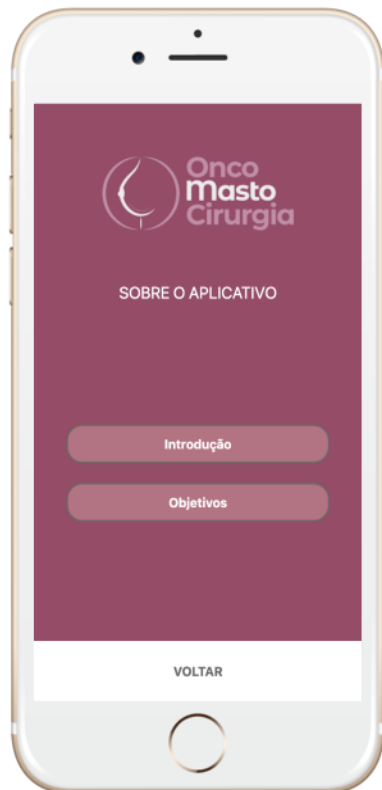 Onco
Masto
Cirurgia
SOBRE O APLICATIVO
Introdução
Objetivos
VOLTAR